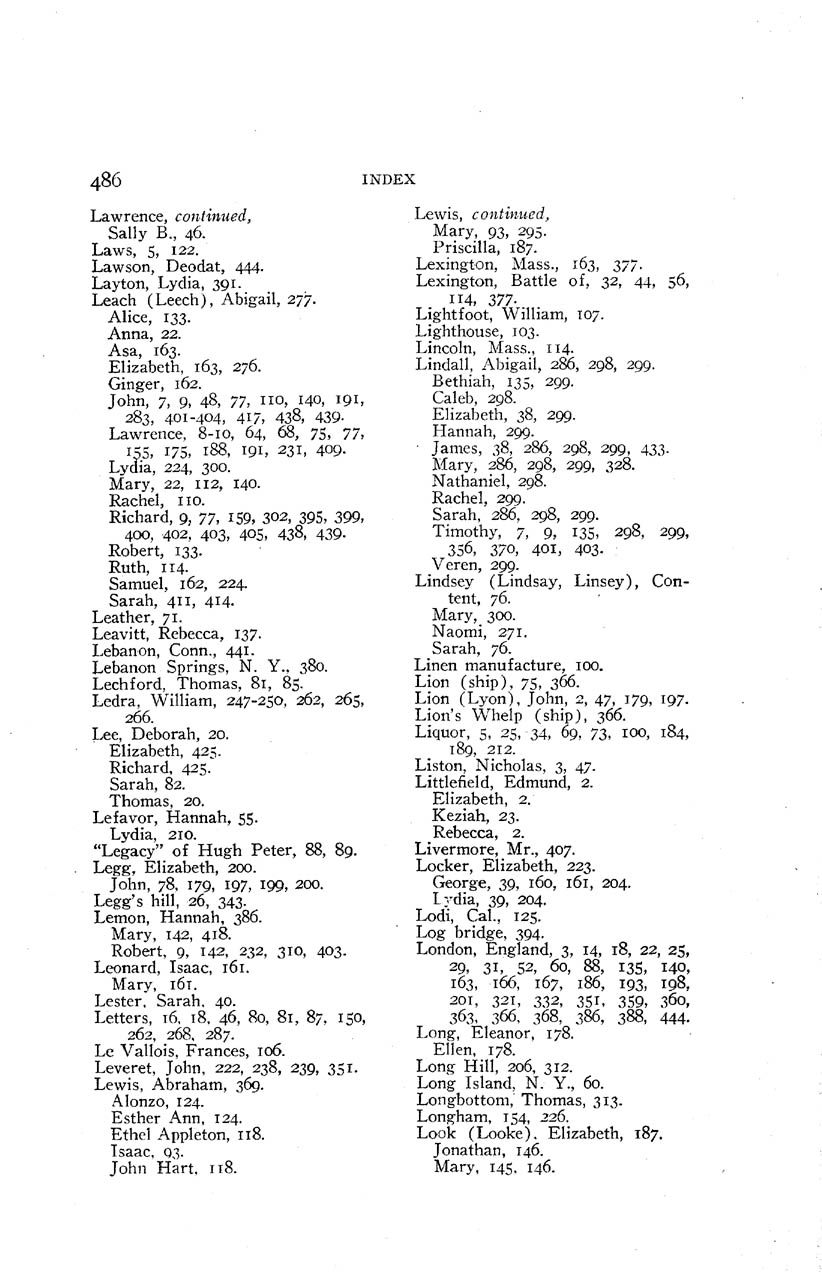 486
INDEX
Lawrence, continued,
Sally B., 46.
Laws, 5, 122.
Lawson, Deodat, 444.
Layton, Lydia, 391.
Leach (Leech), Abigail, 277.
Alice, 133.
Anna, 22.
Asa, 163.
Elizabeth, 163, 276.
Ginger, 162.
John, 7, 9, 48, 77, 110, 140, 191,
283, 401-404, 417, 438, 439.
Lawrence, 8-10, 64, 68, 75, 77,
155, 175, 188, 191, 231, 409.
Lydia, 224, 300.
Mary, 22, 112, 140.
Rachel, 110.
Richard, 9, 77, 159, 302, 395, 399,
400, 402, 403, 405, 438, 439.
Robert, 133.
Ruth, 114.
Samuel, 162, 224.
Sarah, 411, 414.
Leather, 71.
Leavitt, Rebecca, 137.
Lebanon, Conn., 441.
Lebanon Springs, N. Y., 380.
Lechford, Thomas, 81, 85.
Ledra, William, 247-250, 262, 265,
266.
Lee, Deborah, 20.
Elizabeth, 425.
Richard, 425.
Sarah, 82.
Thomas, 20.
Lefavor, Hannah, 55.
Lydia, 210.
"Legacy" of Hugh Peter, 88, 89.
Legg, Elizabeth, 200.
John, 78, 179, 197, 199, 200.
Legg's hill, 26, 343.
Lemon, Hannah, 386.
Mary, 142, 418.
Robert, 9, 142, 232, 310, 403.
Leonard, Isaac, 161.
Mary, 161.
Lester, Sarah, 40.
Letters, 16, 18, 46, 80, 81, 87, 150,
262, 268, 287.
Le Vallois, Frances, 106.
Leveret, John, 222, 238, 239, 351.
Lewis, Abraham, 369.
Alonzo, 124.
Esther Ann, 124.
Ethel Appleton, 118.
Isaac, 93.
John Hart, 118.
Lewis, continued,
Mary, 93, 295.
Priscilla, 187.
Lexington, Mass., 163, 377.
Lexington, Battle of, 32, 44, 56,
114, 377.
Lightfoot, William, 107.
Lighthouse, 103.
Lincoln, Mass., 114.
Lindall, Abigail, 286, 298, 299.
Bethiah, 135, 299.
Caleb, 298.
Elizabeth, 38, 299.
Hannah, 299.
James, 38, 286, 298, 299, 433.
Mary, 286, 298, 299, 328.
Nathaniel, 298.
Rachel, 299.
Sarah, 286, 298, 299.
Timothy, 7, 9, 135, 298, 299,
356, 370, 401, 403.
Veren, 299.
Lindsey (Lindsay, Linsey), Con-
tent, 76.
Mary, 300.
Naomi, 271.
Sarah, 76.
Linen manufacture, 100.
Lion (ship), 75, 366.
Lion (Lyon), John, 2, 47, 179, 197.
Lion's Whelp (ship), 366.
Liquor, 5, 25, 34, 69, 73, 100, 184,
189, 212.
Liston, Nicholas, 3, 47.
Littlefield, Edmund, 2.
Elizabeth, 2.
Keziah, 23.
Rebecca, 2.
Livermore, Mr., 407.
Locker, Elizabeth, 223.
George, 39, 160, 161, 204.
Lydia, 39, 204.
Lodi, Cal., 125.
Log bridge, 394.
London, England, 3, 14, 18, 22, 25,
29, 31, 52, 60, 88, 135, 140,
163, 166, 167, 186, 193, 198,
201, 321, 332, 351, 359, 360,
363, 366, 368, 386, 388, 444.
Long, Eleanor, 178.
Ellen, 178.
Long Hill, 206, 312.
Long Island, N. Y., 60.
Longbottom, Thomas, 313.
Longham, 154, 226.
Look (Looke), Elizabeth, 187.
Jonathan, 146.
Mary, 145, 146.